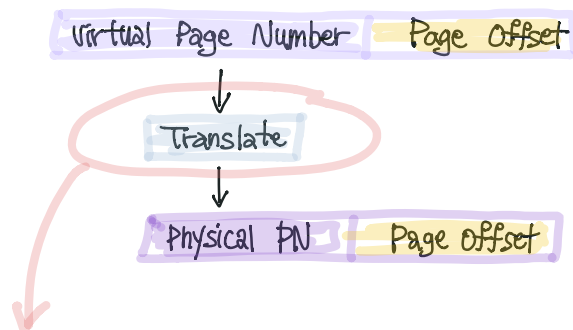 Virtual Page Number Page Offset
Translate
Physical PN Page Offset